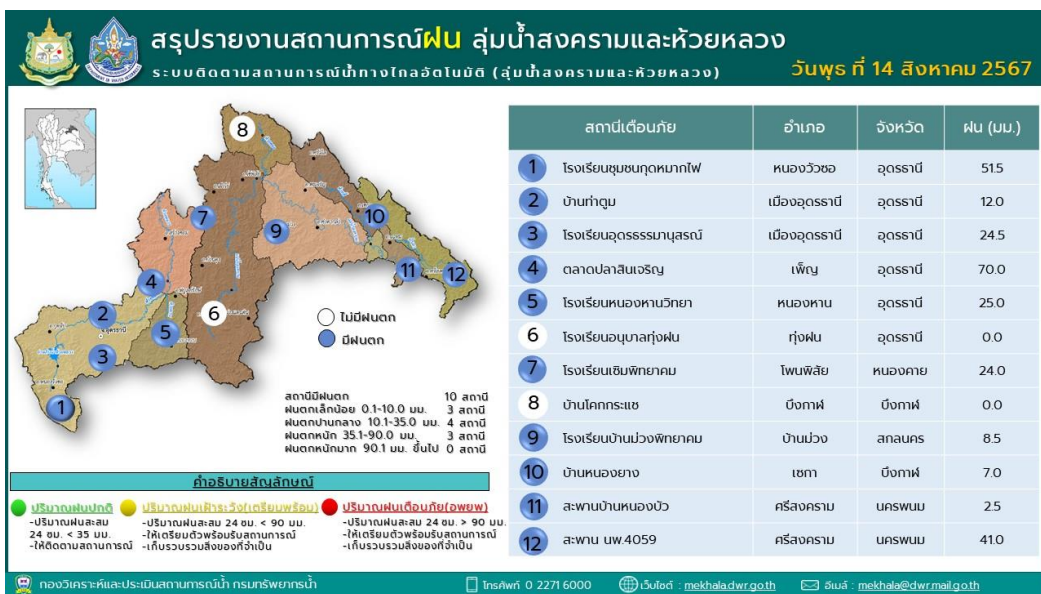 สรุปรายงานสถานการณ์ฝน ลุ่มน้ำสงครามและห้วยหลวง
ระบบติดตามสถานการณ์น้ำทางไกลอัตโนมัติ (ลุ่มน้ำสงครามและห้วยหลวง)
วันพุธ ที่ 14 สิงหาคม 2567
สถานีเตือนภัย อำเภอ จังหวัด ฝน (มม.)
1 โรงเรียนชุมชนกุดหมากไฟ หนองวัวซอ อุดรธานี 51.5
2 บ้านท่าตูม เมืองอุดรธานี อุดรธานี 12.0
3 โรงเรียนอุดรธรรมานุสรณ์ เมืองอุดรธานี อุดรธานี 24.5
4 ตลาดปลาสินเจริญ เพ็ญ อุดรธานี 70.0
5 โรงเรียนหนองหานวิทยา หนองหาน อุดรธานี 25.0
6 โรงเรียนอนุบาลทุ่งฝน ทุ่งฝน อุดรธานี 0.0
7 โรงเรียนเซิมพิทยาคม โพนพิสัย หนองคาย 24.0
8 บ้านโคกกระแซ บึงกาฬ บึงกาฬ 0.0
9 โรงเรียนบ้านม่วงพิทยาคม บ้านม่วง สกลนคร 8.5
10 บ้านหนองยาง เซกา บึงกาฬ 7.0
11 สะพานบ้านหนองบัว ศรีสงคราม นครพนม 2.5
12 สะพาน นพ.4059 ศรีสงคราม นครพนม 41.0
8
7
10
9
11
12
4
2
6
5
3
1
ไม่มีฝนตก
มีฝนตก
สถานีมีฝนตก 10 สถานี
ฝนตกเล็กน้อย 0.1-10.0 มม. 3 สถานี
ฝนตกปานกลาง 10.1-35.0 มม. 4 สถานี
ฝนตกหนัก 35.1-90.0 มม. 3 สถานี
ฝนตกหนักมาก 90.1 มม. ขึ้นไป 0 สถานี
คำอธิบายสัญลักษณ์
ปริมาณฝนปกติ
-ปริมาณฝนสะสม
24 ชม. < 35 มม.
-ให้ติดตามสถานการณ์
ปริมาณฝนเฝ้าระวัง(เตรียมพร้อม)
-ปริมาณฝนสะสม 24 ชม. < 90 มม.
-ให้เตรียมตัวพร้อมรับสถานการณ์
-เก็บรวบรวมสิ่งของที่จำเป็น
ปริมาณฝนเตือนภัย(อพยพ)
-ปริมาณฝนสะสม 24 ชม. > 90 มม.
-ให้เตรียมตัวพร้อมรับสถานการณ์
-เก็บรวบรวมสิ่งของที่จำเป็น
กองวิเคราะห์และประเมินสถานการณ์น้ำ กรมทรัพยากรน้ำ
โทรศัพท์ 0 2271 6000
เว็บไซต์ : mekhala.dwr.go.th
อีเมล์ : mekhala@dwr.mail.go.th